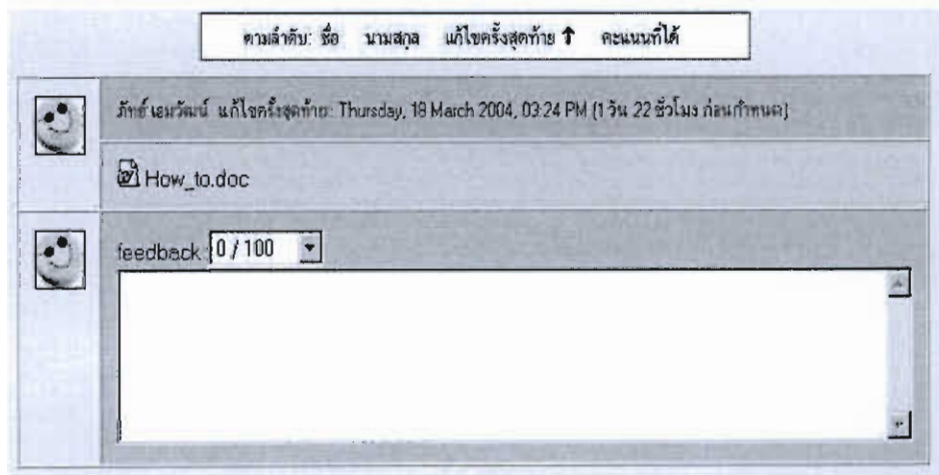 ตามลำดับ: ชื่อ นามสกุล แก้ไขครั้งสุดท้าย ↑ คะแนนที่ได้
ภัทธ์ เอมวัฒน์ แก้ไขครั้งสุดท้าย: Thursday, 18 March 2004, 03:24 PM (1 วัน 22 ชั่วโมง ก่อนกำหนด)
How_to.doc
feedback: 0 / 100